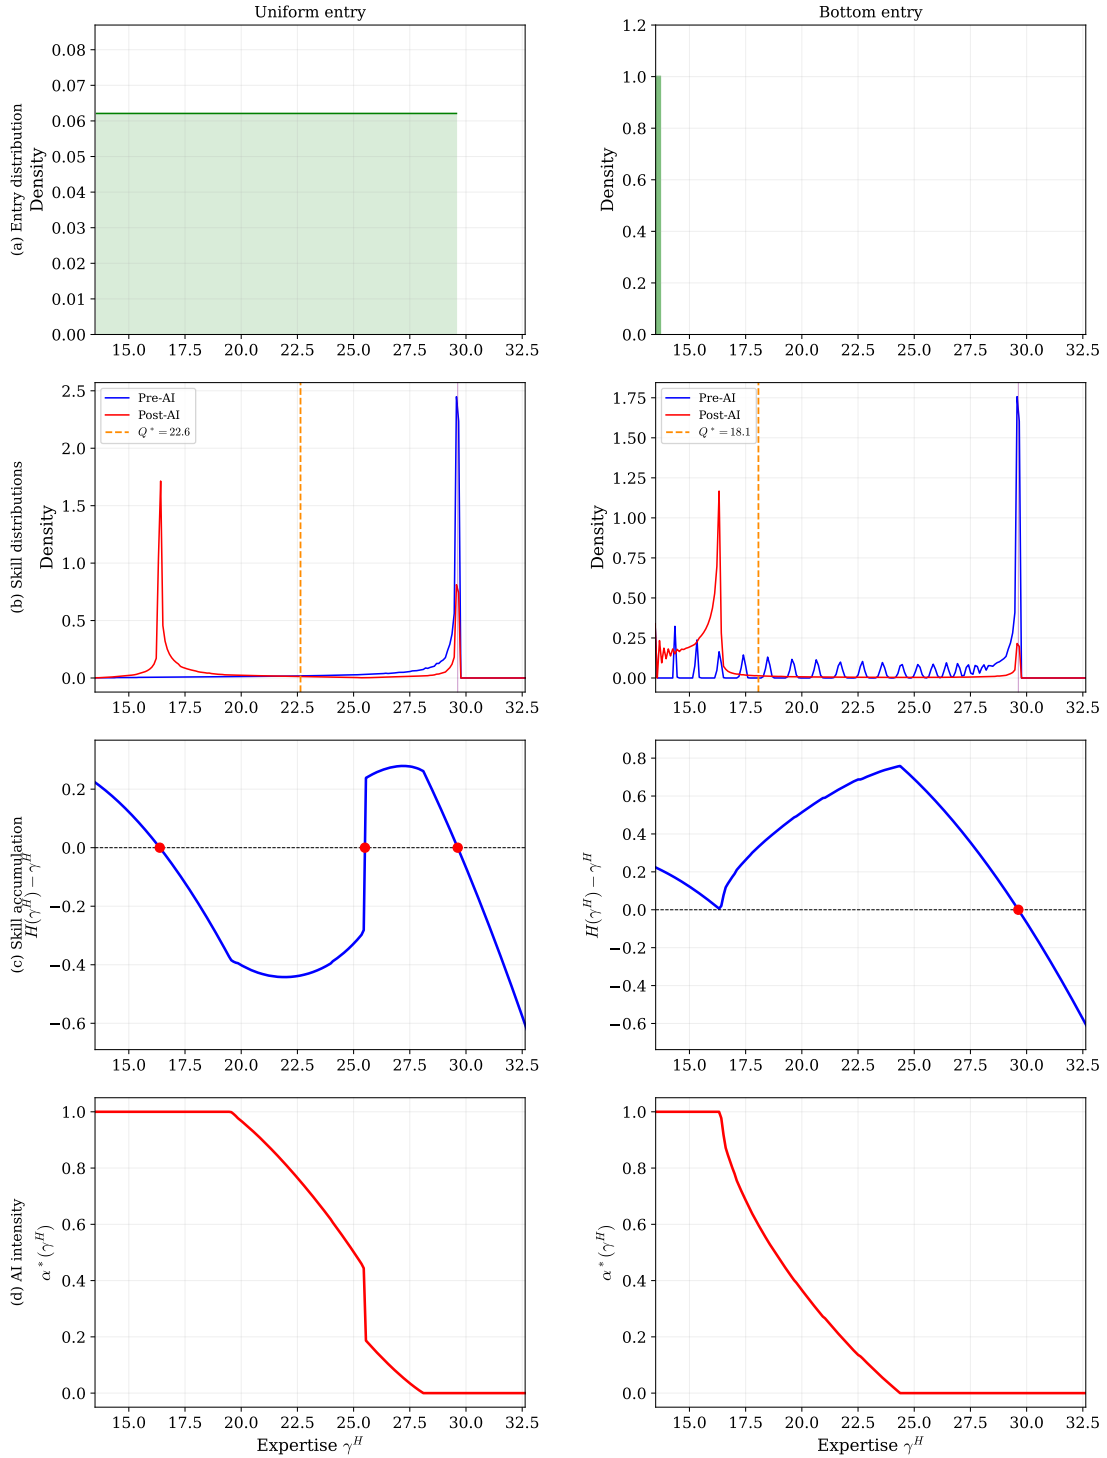 Uniform entry
Bottom entry
(a) Entry distribution
Density
0.08
0.07
0.06
0.05
0.04
0.03
0.02
0.01
0.00
15.0 17.5 20.0 22.5 25.0 27.5 30.0 32.5
Density
1.2
1.0
0.8
0.6
0.4
0.2
0.0
15.0 17.5 20.0 22.5 25.0 27.5 30.0 32.5
(b) Skill distributions
Density
2.5
2.0
1.5
1.0
0.5
0.0
Pre-AI
Post-AI
Q* = 22.6
15.0 17.5 20.0 22.5 25.0 27.5 30.0 32.5
Density
1.75
1.50
1.25
1.00
0.75
0.50
0.25
0.00
Pre-AI
Post-AI
Q* = 18.1
15.0 17.5 20.0 22.5 25.0 27.5 30.0 32.5
(c) Skill accumulation
H(γ^H) − γ^H
0.2
0.0
−0.2
−0.4
−0.6
15.0 17.5 20.0 22.5 25.0 27.5 30.0 32.5
H(γ^H) − γ^H
0.8
0.6
0.4
0.2
0.0
−0.2
−0.4
−0.6
15.0 17.5 20.0 22.5 25.0 27.5 30.0 32.5
(d) AI intensity
α*(γ^H)
1.0
0.8
0.6
0.4
0.2
0.0
15.0 17.5 20.0 22.5 25.0 27.5 30.0 32.5
Expertise γ^H
α*(γ^H)
1.0
0.8
0.6
0.4
0.2
0.0
15.0 17.5 20.0 22.5 25.0 27.5 30.0 32.5
Expertise γ^H